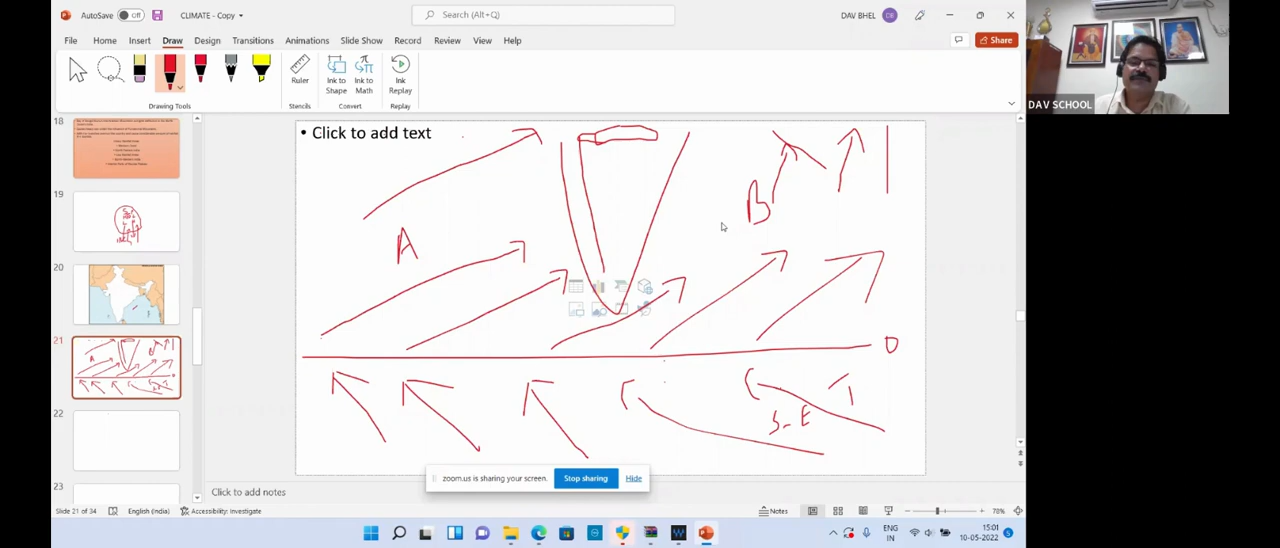 AutoSave Off CLIMATE - Copy Search (Alt+Q) DAV BHEL DB
File Home Insert Draw Design Transitions Animations Slide Show Record Review View Help Share
Ruler Ink to Shape Ink to Math Ink Replay
Drawing Tools Stencils Convert Replay
DAV SCHOOL
18
19
20
21
22
23
• Click to add text
B
A
0
S-E
zoom.us is sharing your screen. Stop sharing Hide
Click to add notes
Slide 21 of 34 English (India) Accessibility: Investigate Notes 78%
ENG IN 15:01 10-05-2022